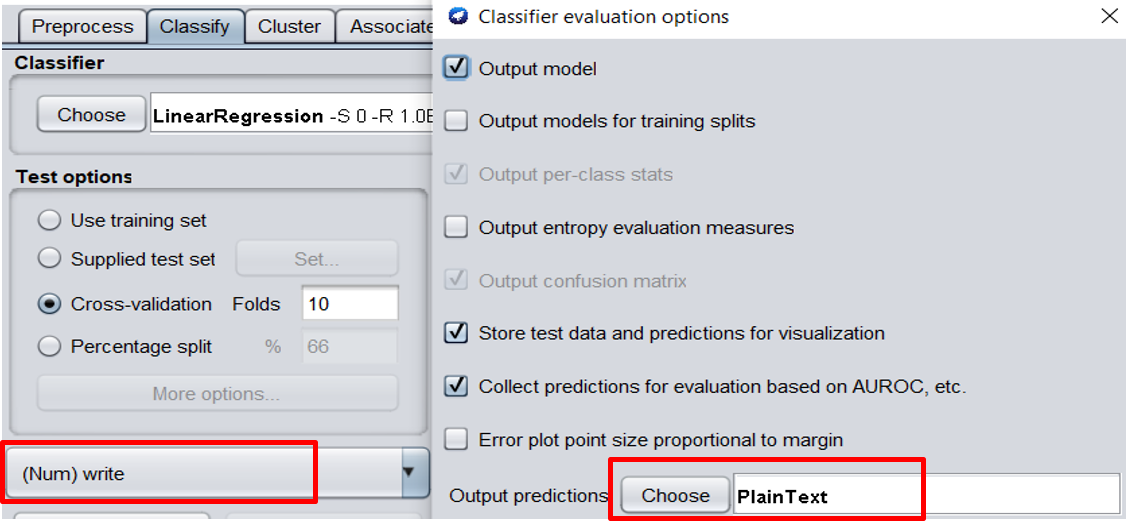 Preprocess Classify Cluster Associate
Classifier
Choose LinearRegression -S 0 -R 1.0E
Test options
Use training set
Supplied test set Set...
Cross-validation Folds 10
Percentage split % 66
More options...
(Num) write
Classifier evaluation options
Output model
Output models for training splits
Output per-class stats
Output entropy evaluation measures
Output confusion matrix
Store test data and predictions for visualization
Collect predictions for evaluation based on AUROC, etc.
Error plot point size proportional to margin
Output predictions Choose PlainText